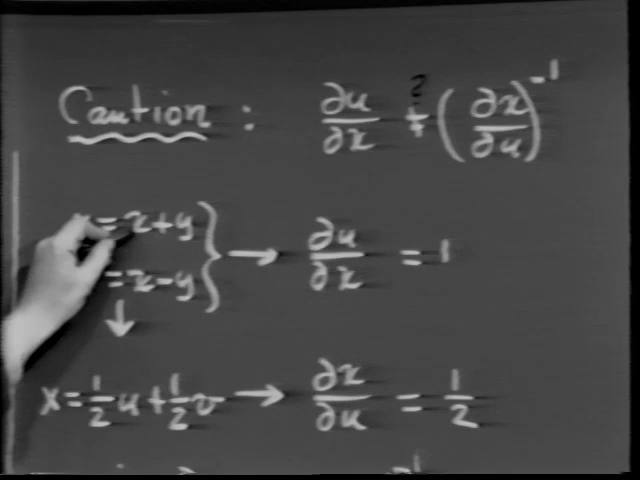 Caution : ∂u/∂x ≠? (∂x/∂u)^-1
= x+y } → ∂u/∂x = 1
= x-y
↓
x = 1/2 u + 1/2 v → ∂x/∂u = 1/2